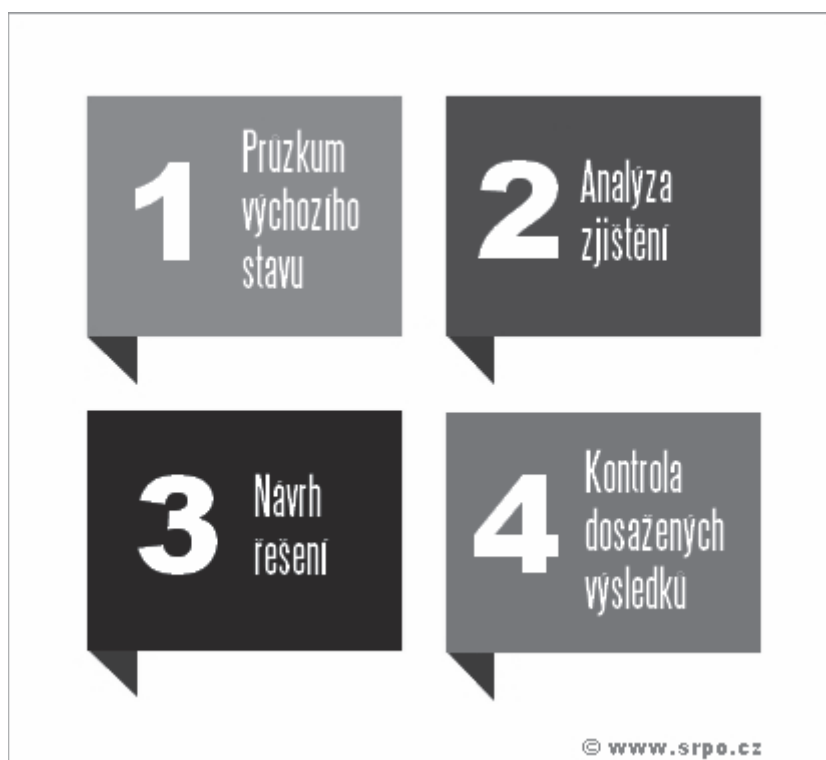 1
Průzkum
výchozího
stavu
2
Analýza
zjištění
3
Návrh
řešení
4
Kontrola
dosažených
výsledků
© www.srpo.cz